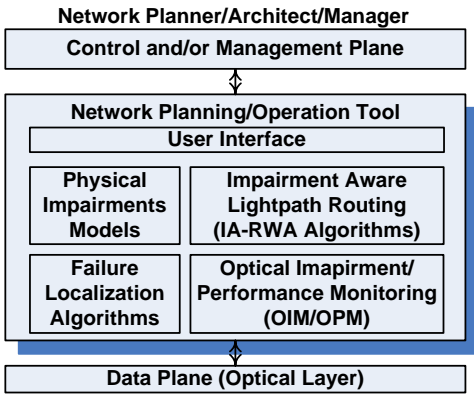 Network Planner/Architect/Manager
Control and/or Management Plane
Network Planning/Operation Tool
User Interface
Physical
Impairments
Models
Impairment Aware
Lightpath Routing
(IA-RWA Algorithms)
Failure
Localization
Algorithms
Optical Imapirment/
Performance Monitoring
(OIM/OPM)
Data Plane (Optical Layer)